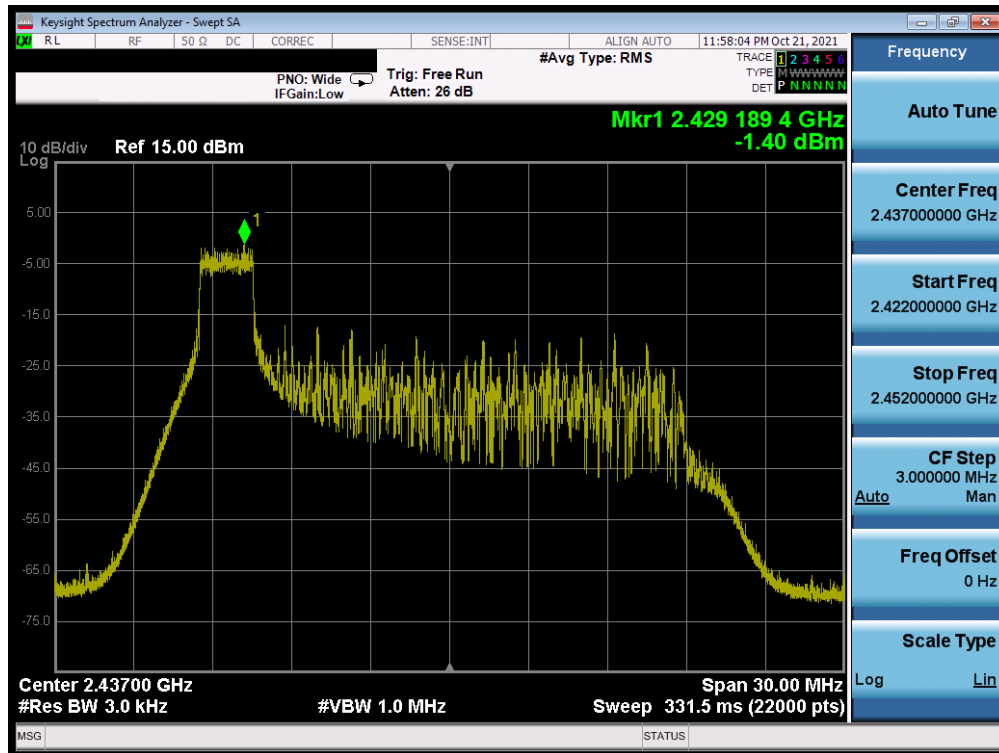 Keysight Spectrum Analyzer - Swept SA
LXI RL RF 50 Ω DC CORREC SENSE:INT ALIGN AUTO 11:58:04 PM Oct 21, 2021
#Avg Type: RMS TRACE 1 2 3 4 5 6
PNO: Wide Trig: Free Run TYPE M WWWWW
IFGain:Low Atten: 26 dB DET P N N N N N
Mkr1 2.429 189 4 GHz
-1.40 dBm
10 dB/div Ref 15.00 dBm
Log
1
5.00
-5.00
-15.0
-25.0
-35.0
-45.0
-55.0
-65.0
-75.0
Center 2.43700 GHz Span 30.00 MHz
#Res BW 3.0 kHz #VBW 1.0 MHz Sweep 331.5 ms (22000 pts)
MSG STATUS
Frequency
Auto Tune
Center Freq
2.437000000 GHz
Start Freq
2.422000000 GHz
Stop Freq
2.452000000 GHz
CF Step
3.000000 MHz
Auto Man
Freq Offset
0 Hz
Scale Type
Log Lin